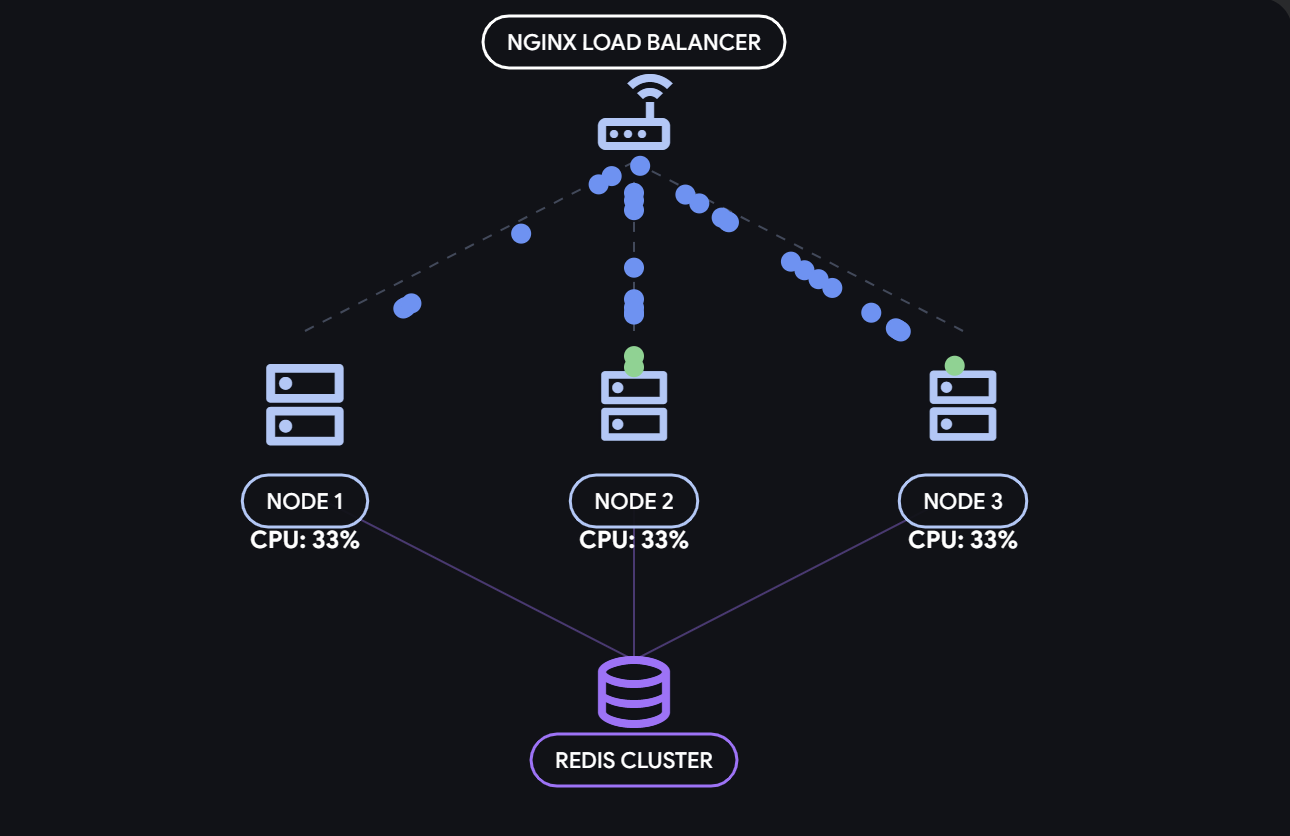 NGINX LOAD BALANCER
NODE 1
NODE 2
NODE 3
CPU: 33%
CPU: 33%
CPU: 33%
REDIS CLUSTER